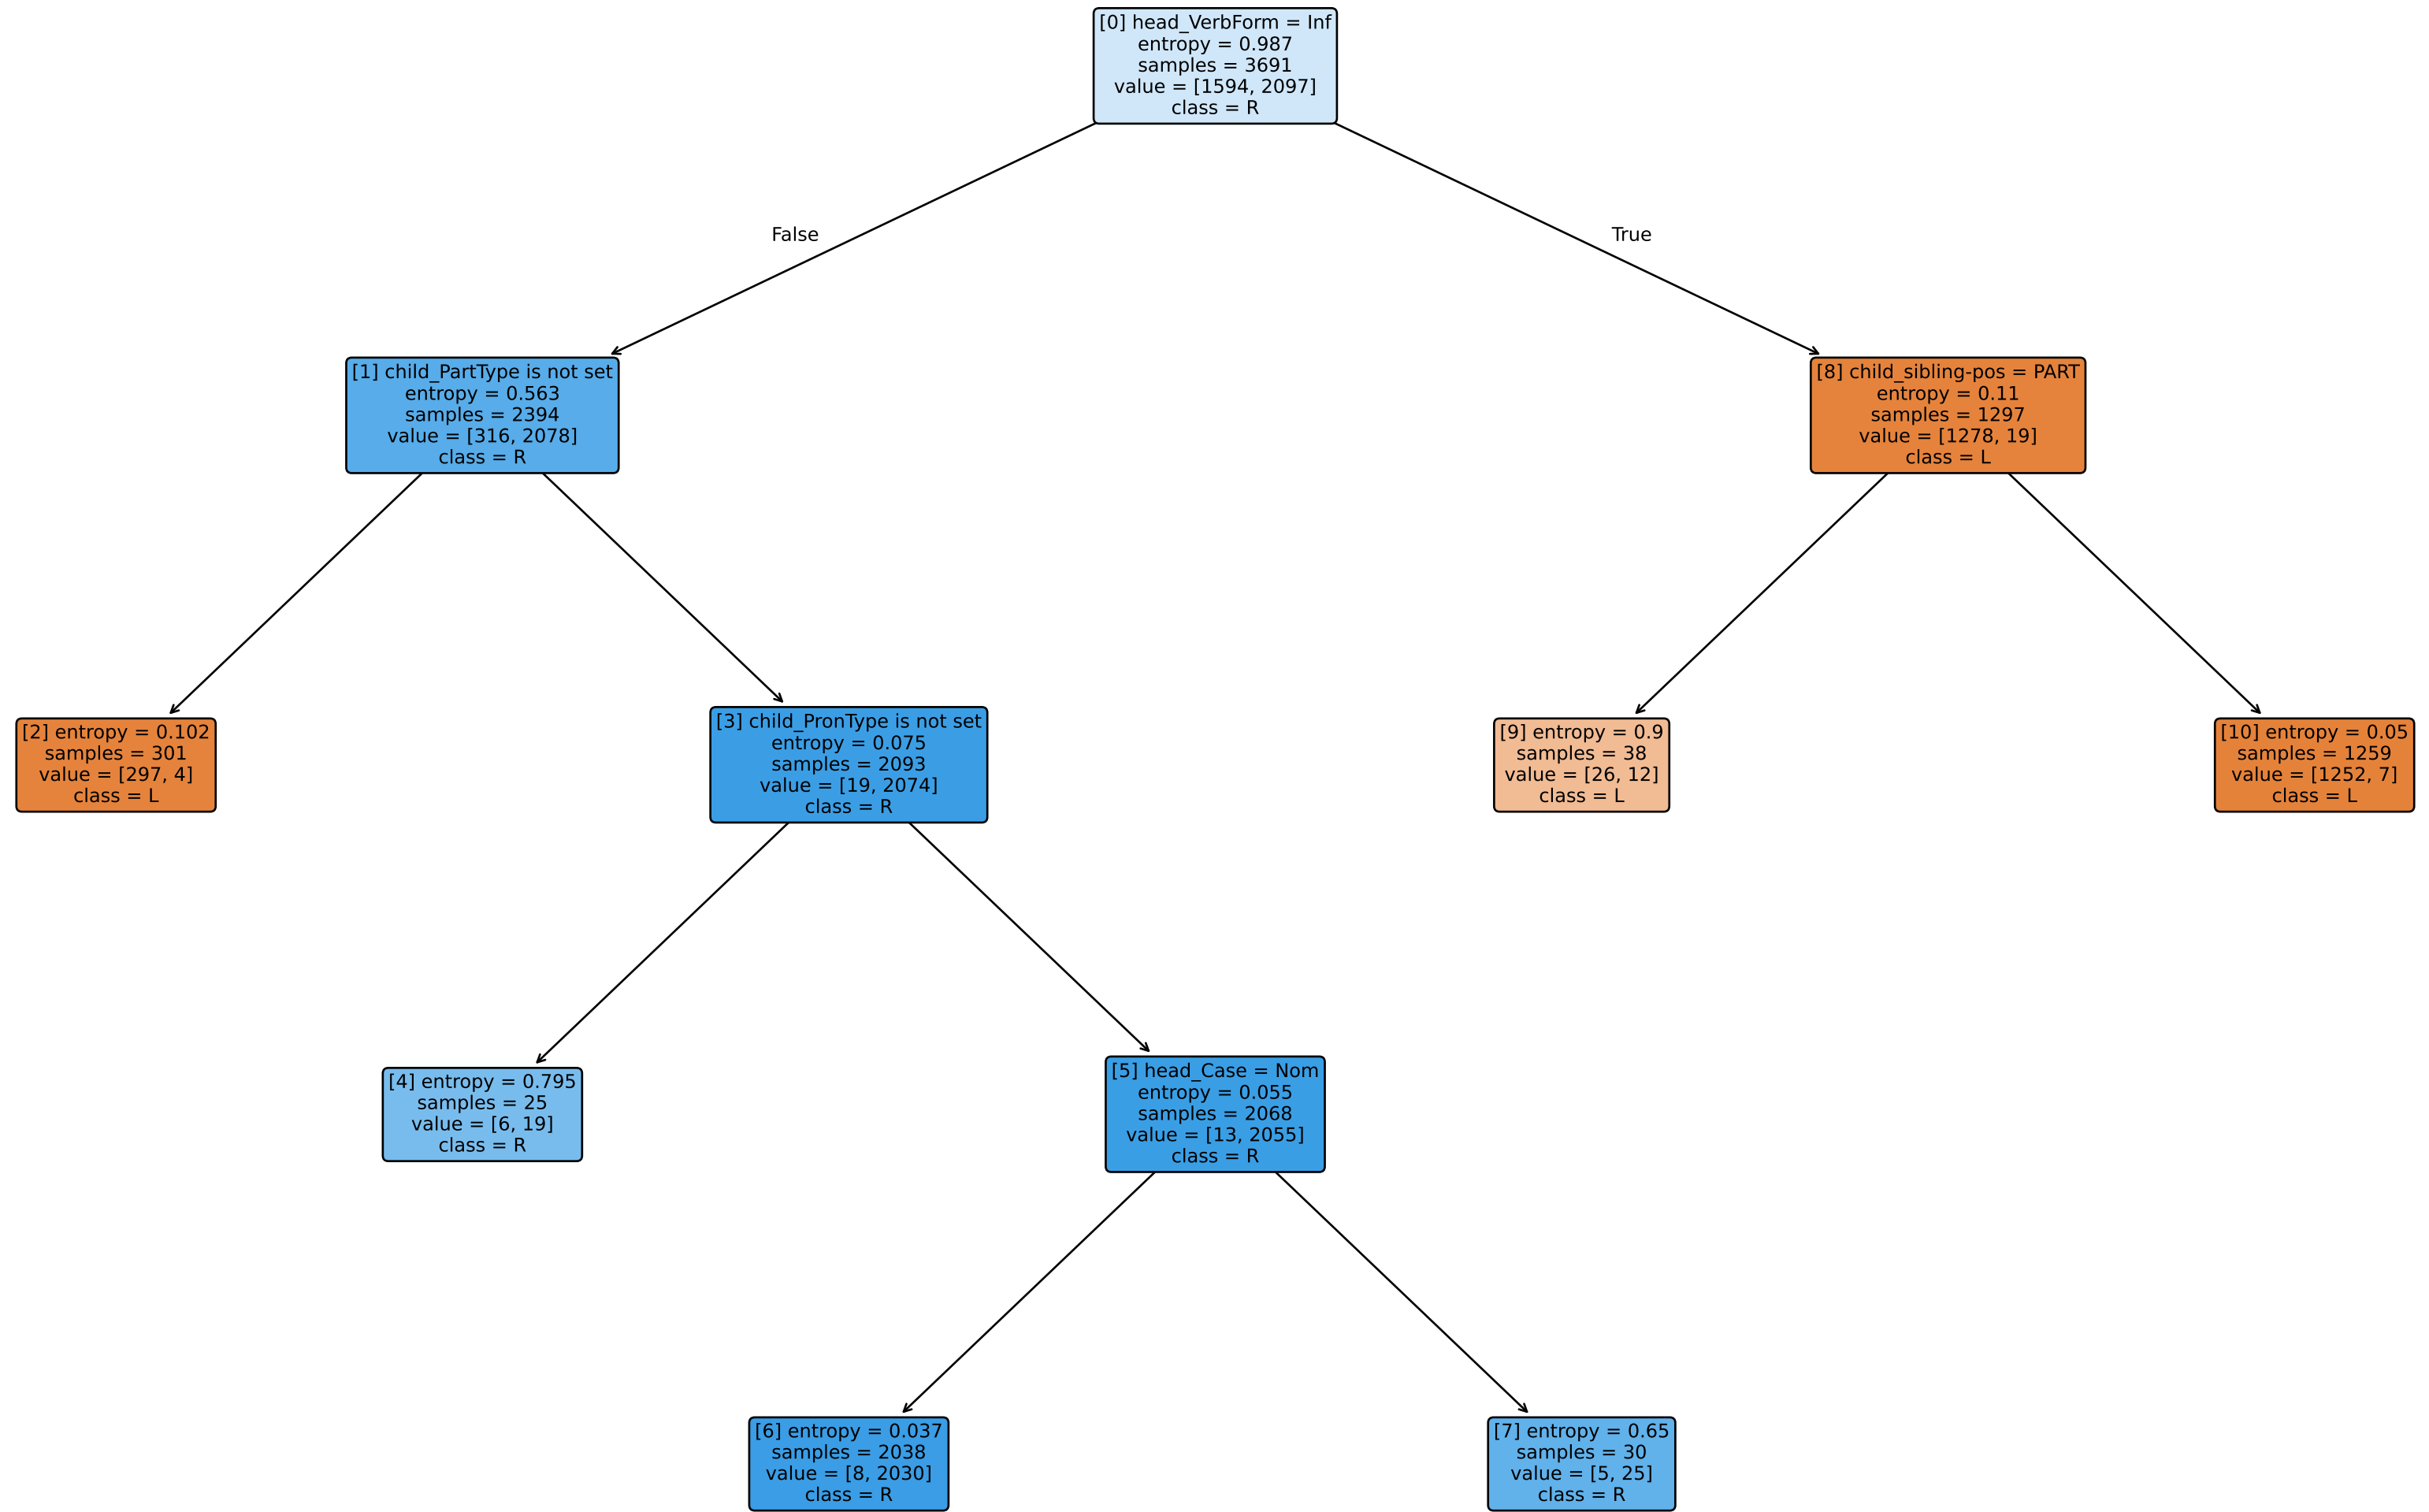 [0] head_VerbForm = Inf
entropy = 0.987
samples = 3691
value = [1594, 2097]
class = R
False
True
[1] child_PartType is not set
entropy = 0.563
samples = 2394
value = [316, 2078]
class = R
[8] child_sibling-pos = PART
entropy = 0.11
samples = 1297
value = [1278, 19]
class = L
[2] entropy = 0.102
samples = 301
value = [297, 4]
class = L
[3] child_PronType is not set
entropy = 0.075
samples = 2093
value = [19, 2074]
class = R
[9] entropy = 0.9
samples = 38
value = [26, 12]
class = L
[10] entropy = 0.05
samples = 1259
value = [1252, 7]
class = L
[4] entropy = 0.795
samples = 25
value = [6, 19]
class = R
[5] head_Case = Nom
entropy = 0.055
samples = 2068
value = [13, 2055]
class = R
[6] entropy = 0.037
samples = 2038
value = [8, 2030]
class = R
[7] entropy = 0.65
samples = 30
value = [5, 25]
class = R